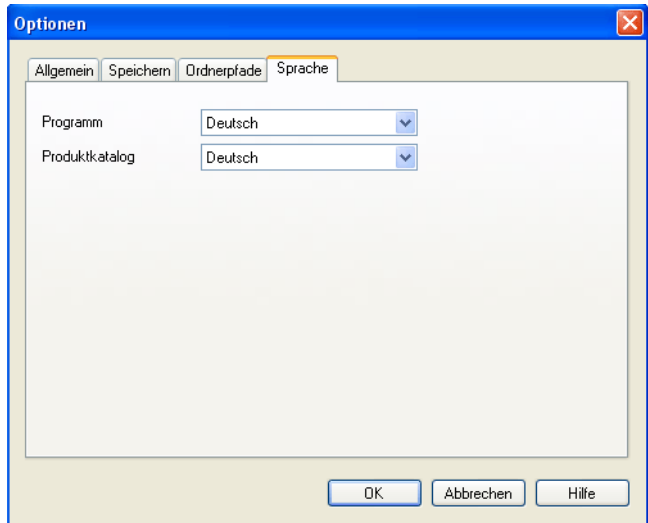 Optionen
Allgemein Speichern Ordnerpfade Sprache
Programm Deutsch
Produktkatalog Deutsch
OK Abbrechen Hilfe